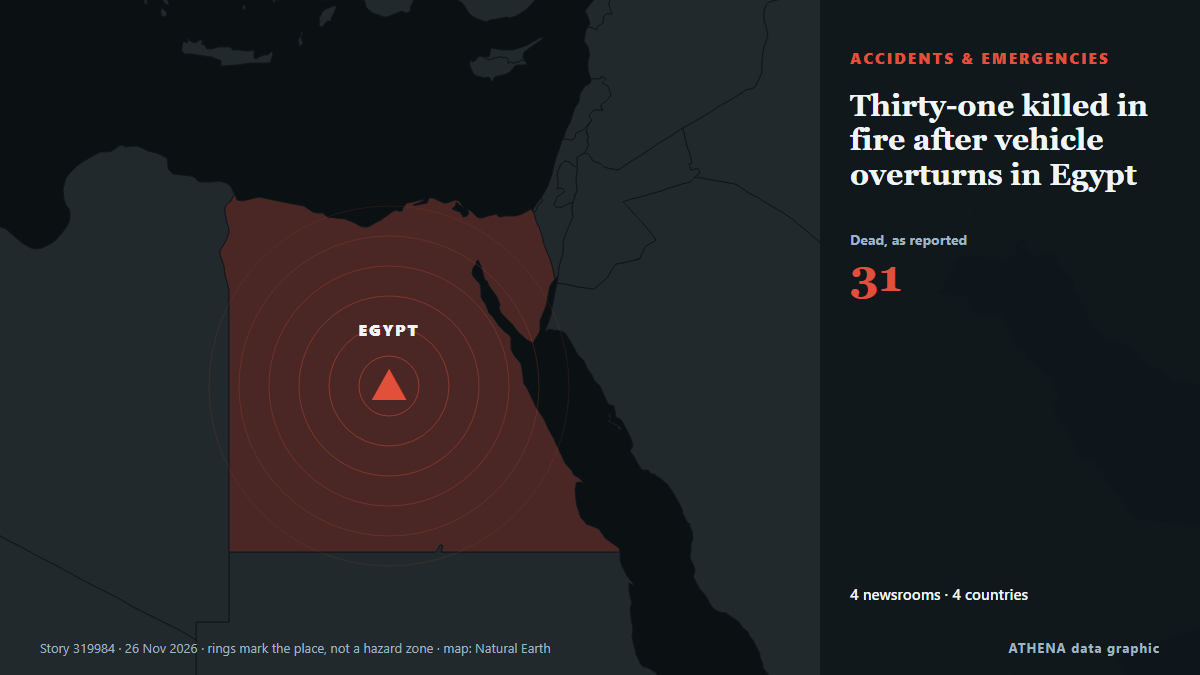 ACCIDENTS & EMERGENCIES
Thirty-one killed in
fire after vehicle
overturns in Egypt
Dead, as reported
31
EGYPT
4 newsrooms · 4 countries
Story 319984 · 26 Nov 2026 · rings mark the place, not a hazard zone · map: Natural Earth
ATHENA data graphic